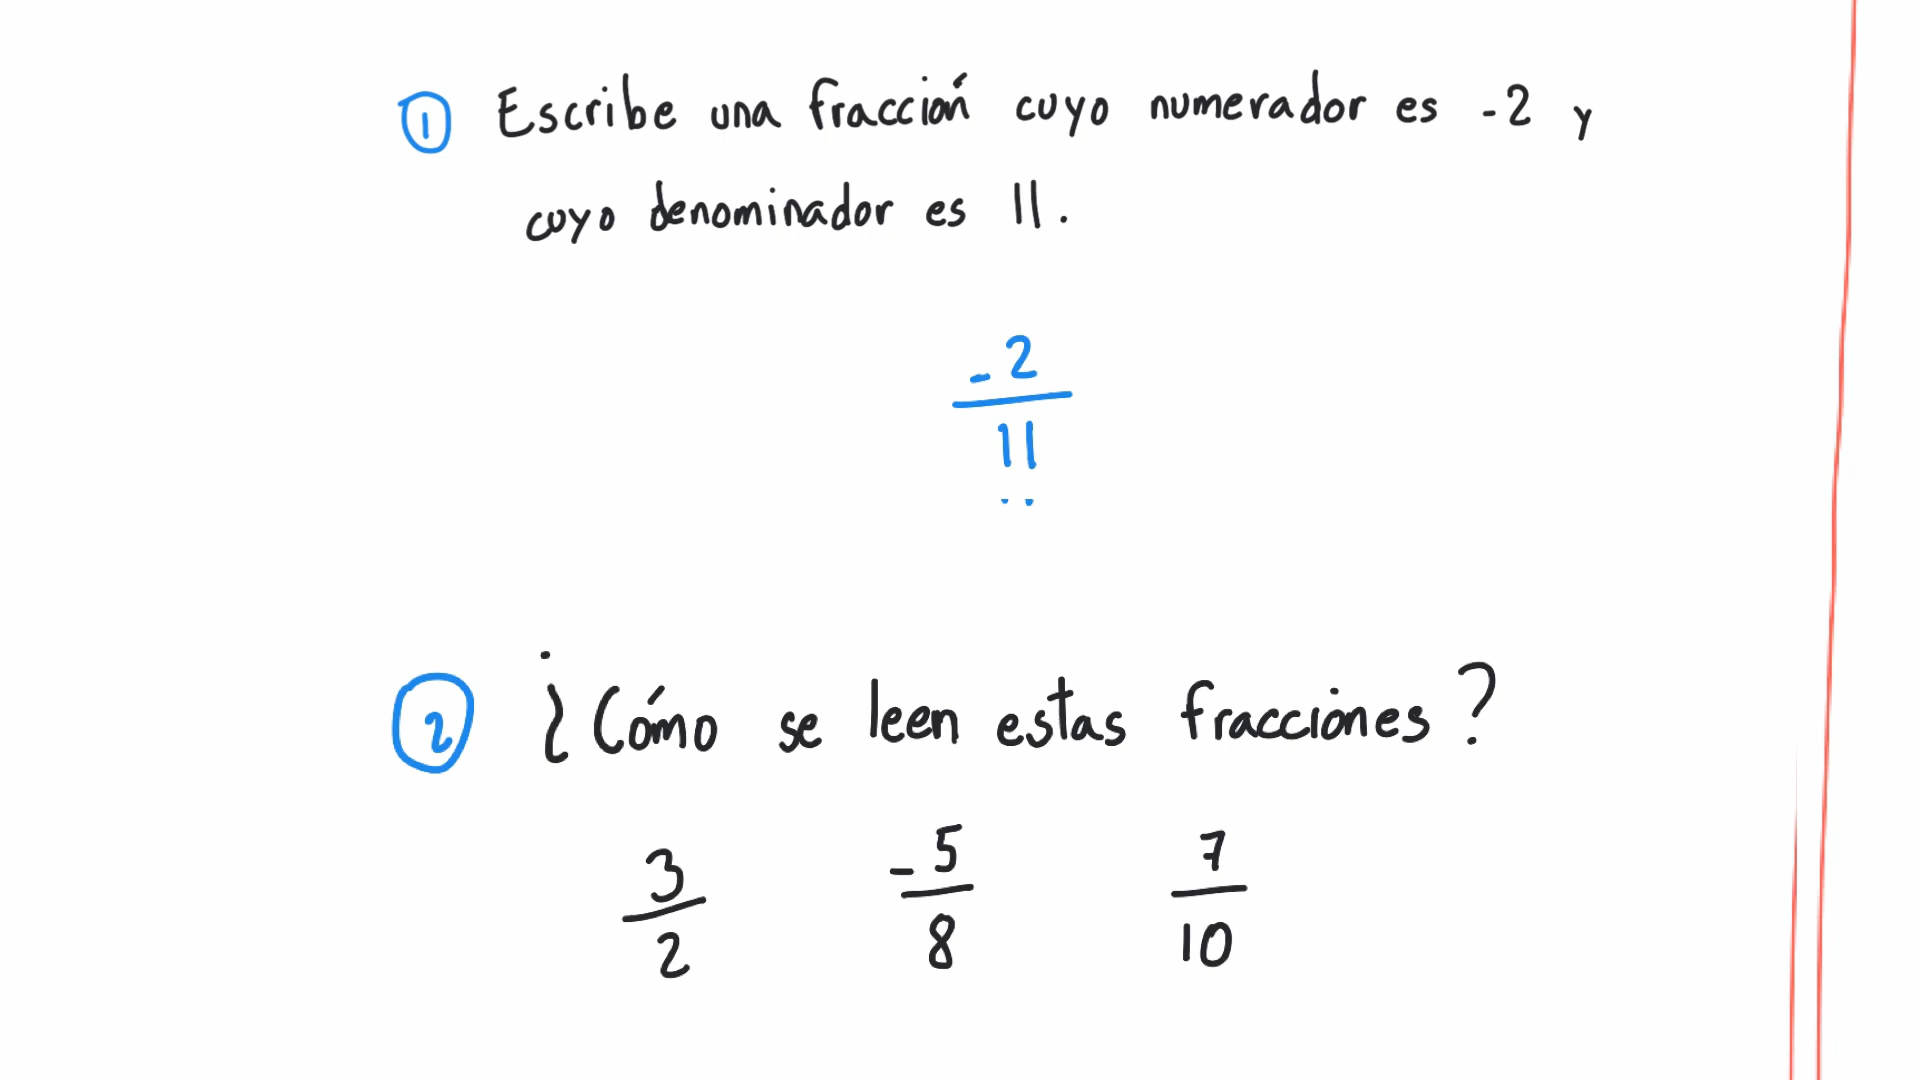 1 Escribe una fracción cuyo numerador es -2 y
cuyo denominador es 11.
-2
11
2 ¿Cómo se leen estas fracciones?
3 -5 7
2 8 10